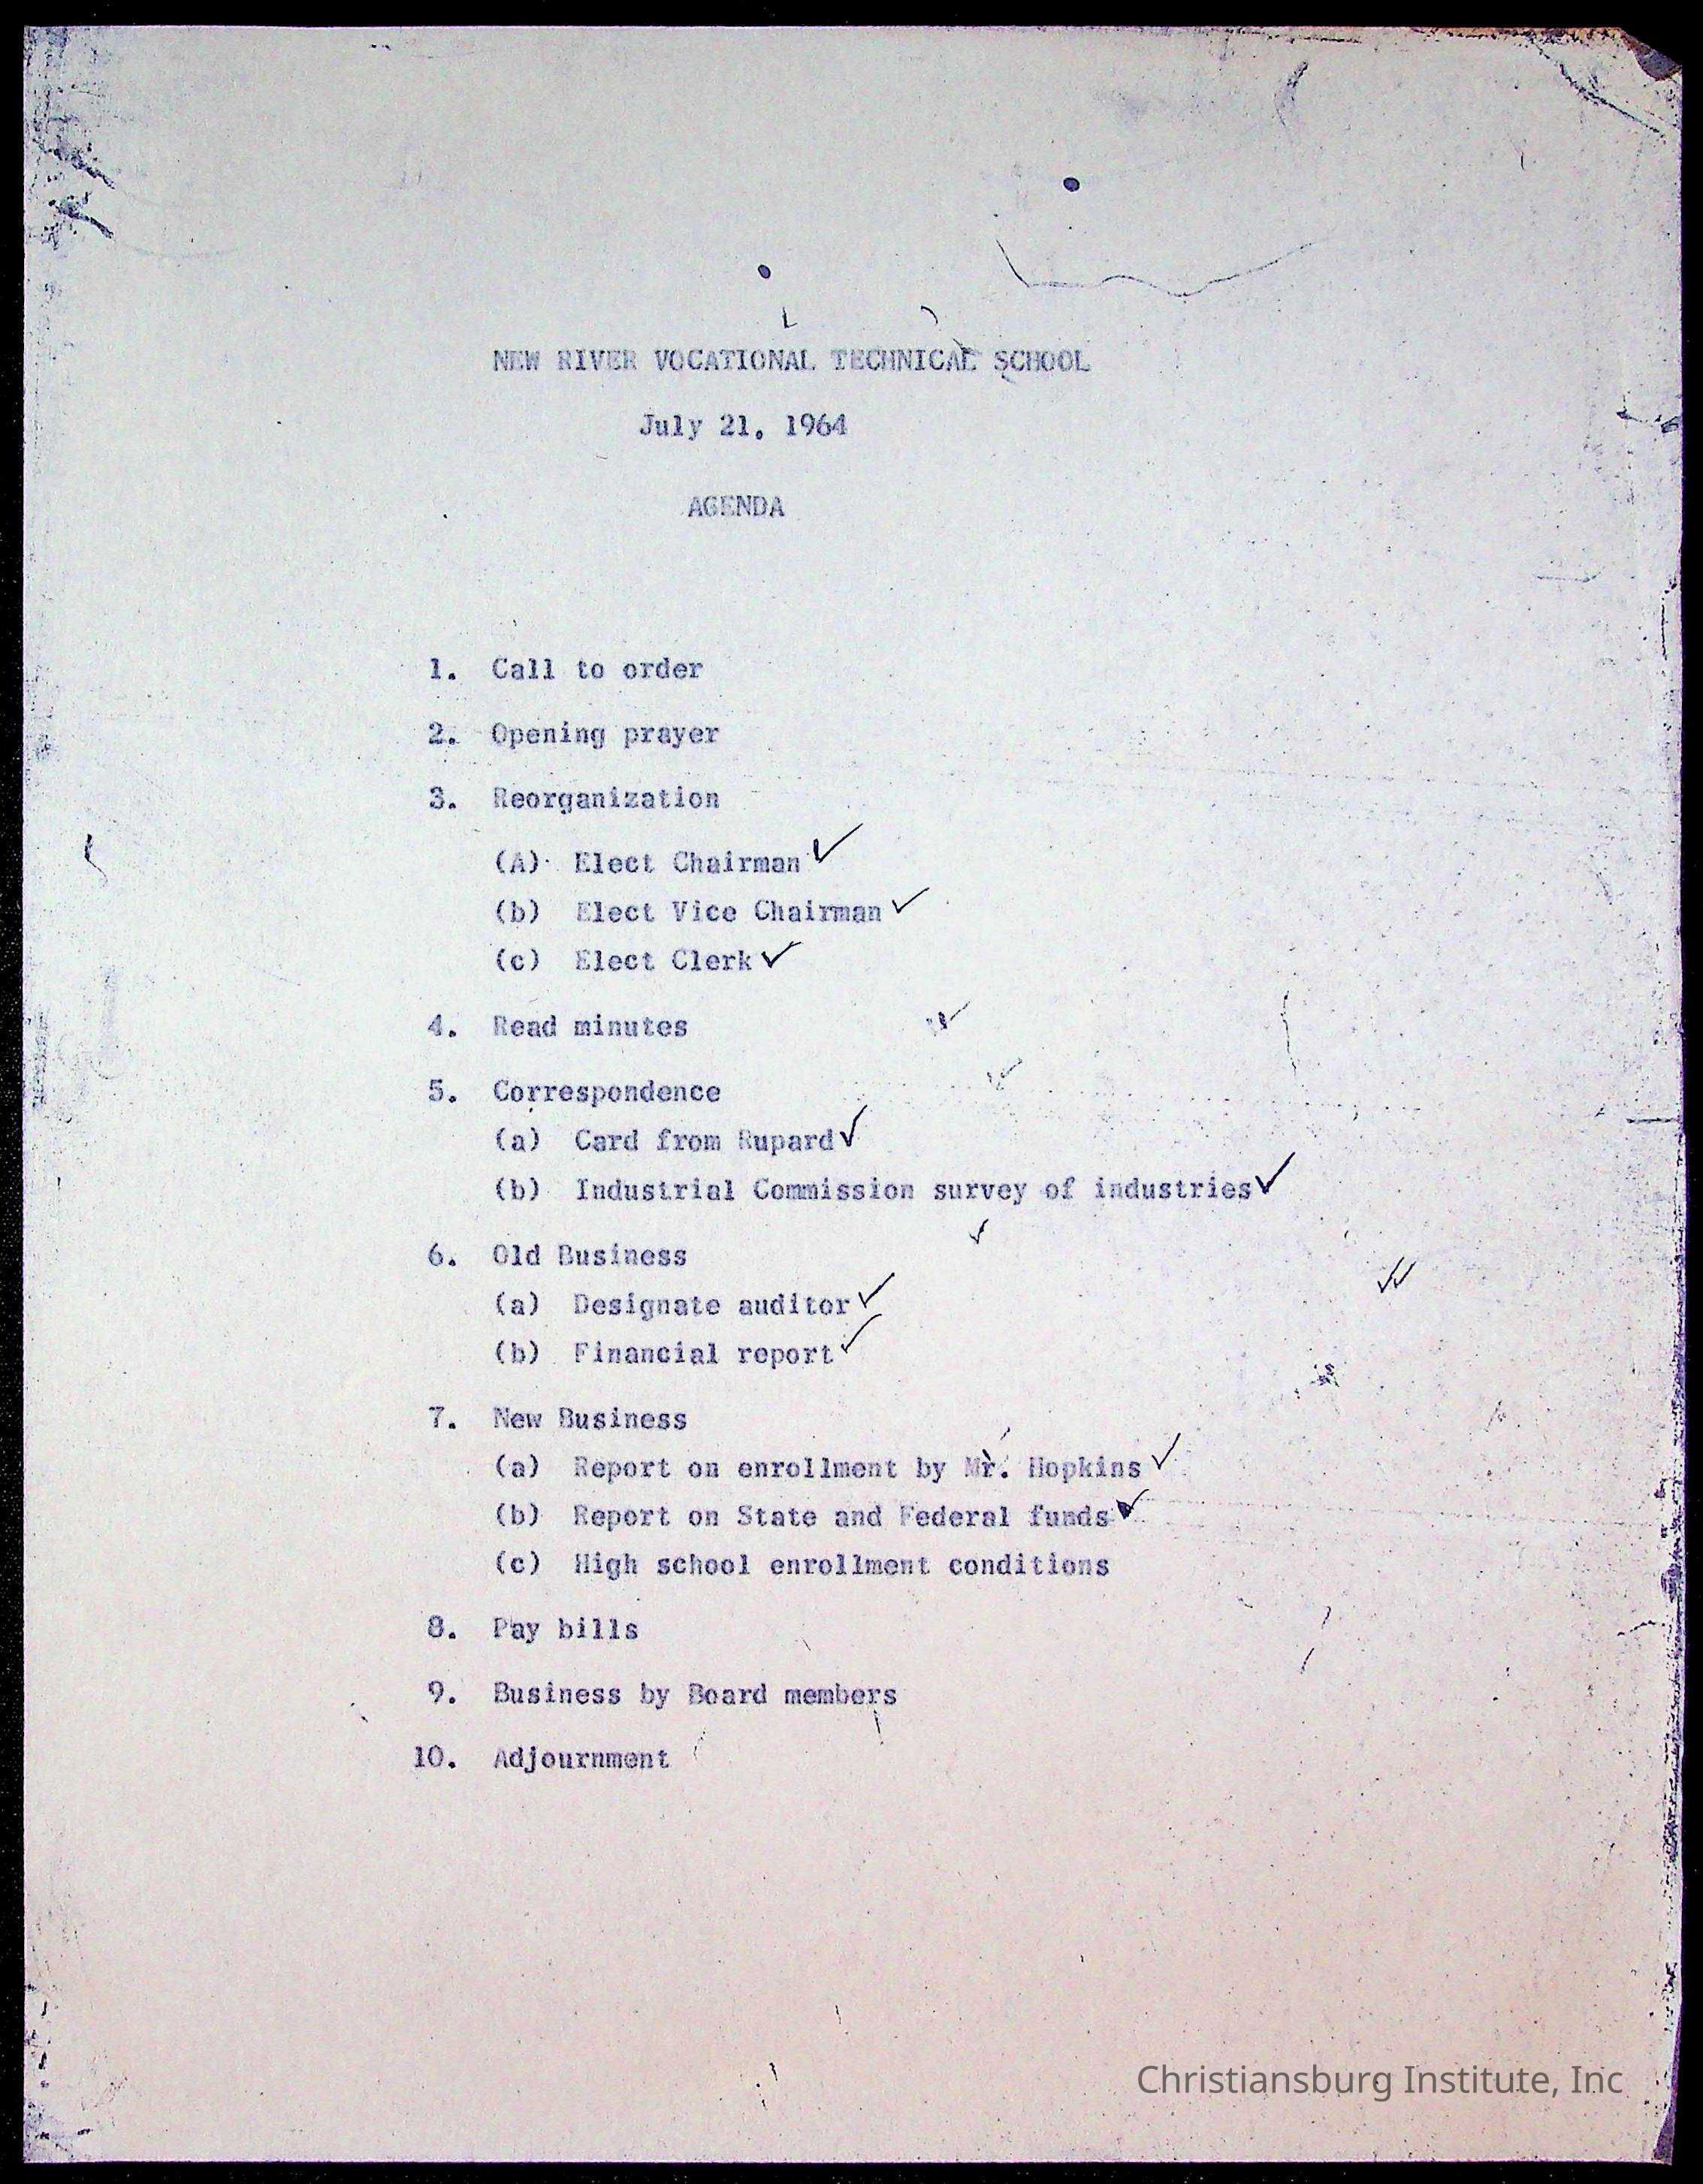 NEW RIVER VOCATIONAL TECHNICAL SCHOOL
July 21, 1964
AGENDA
1. Call to order
2. Opening prayer
3. Reorganization
(A) Elect Chairman ✓
(b) Elect Vice Chairman ✓
(c) Elect Clerk ✓
4. Read minutes
5. Correspondence
(a) Card from Rupard ✓
(b) Industrial Commission survey of industries ✓
6. Old Business
(a) Designate auditor ✓
(b) Financial report ✓
7. New Business
(a) Report on enrollment by Mr. Hopkins ✓
(b) Report on State and Federal funds ✓
(c) High school enrollment conditions
8. Pay bills
9. Business by Board members
10. Adjournment
Christiansburg Institute, Inc